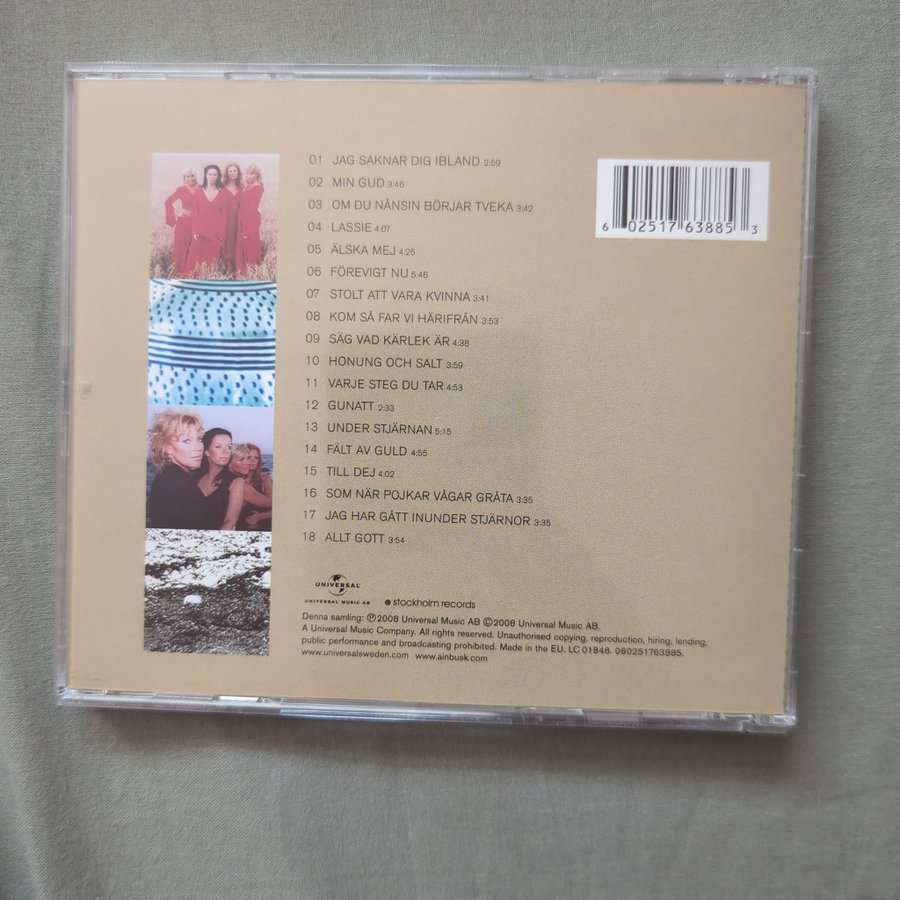 01 JAG SAKNAR DIG IBLAND 2:59
02 MIN GUD 3:46
03 OM DU NÅNSIN BÖRJAR TVEKA 3:42
04 LASSIE 4:07
05 ÄLSKA MEJ 4:25
06 FÖREVIGT NU 5:46
07 STOLT ATT VARA KVINNA 3:41
08 KOM SÅ FAR VI HÄRIFRÅN 3:53
09 SÄG VAD KÄRLEK ÄR 4:38
10 HONUNG OCH SALT 3:59
11 VARJE STEG DU TAR 4:53
12 GUNATT 2:33
13 UNDER STJÄRNAN 5:15
14 FÄLT AV GULD 4:55
15 TILL DEJ 4:02
16 SOM NÄR POJKAR VÅGAR GRÅTA 3:35
17 JAG HAR GÅTT INUNDER STJÄRNOR 3:35
18 ALLT GOTT 3:54
6 02517 63885 3
UNIVERSAL
UNIVERSAL MUSIC AB
stockholm records
Denna samling: ℗2008 Universal Music AB ©2008 Universal Music AB.
A Universal Music Company. All rights reserved. Unauthorised copying, reproduction, hiring, lending,
public performance and broadcasting prohibited. Made in the EU. LC 01846. 060251763885.
www.universalsweden.com www.ainbusk.com